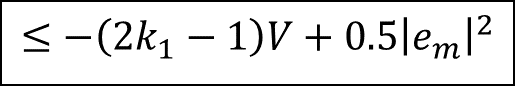 ≤ −(2k₁ − 1)V + 0.5|eₘ|²